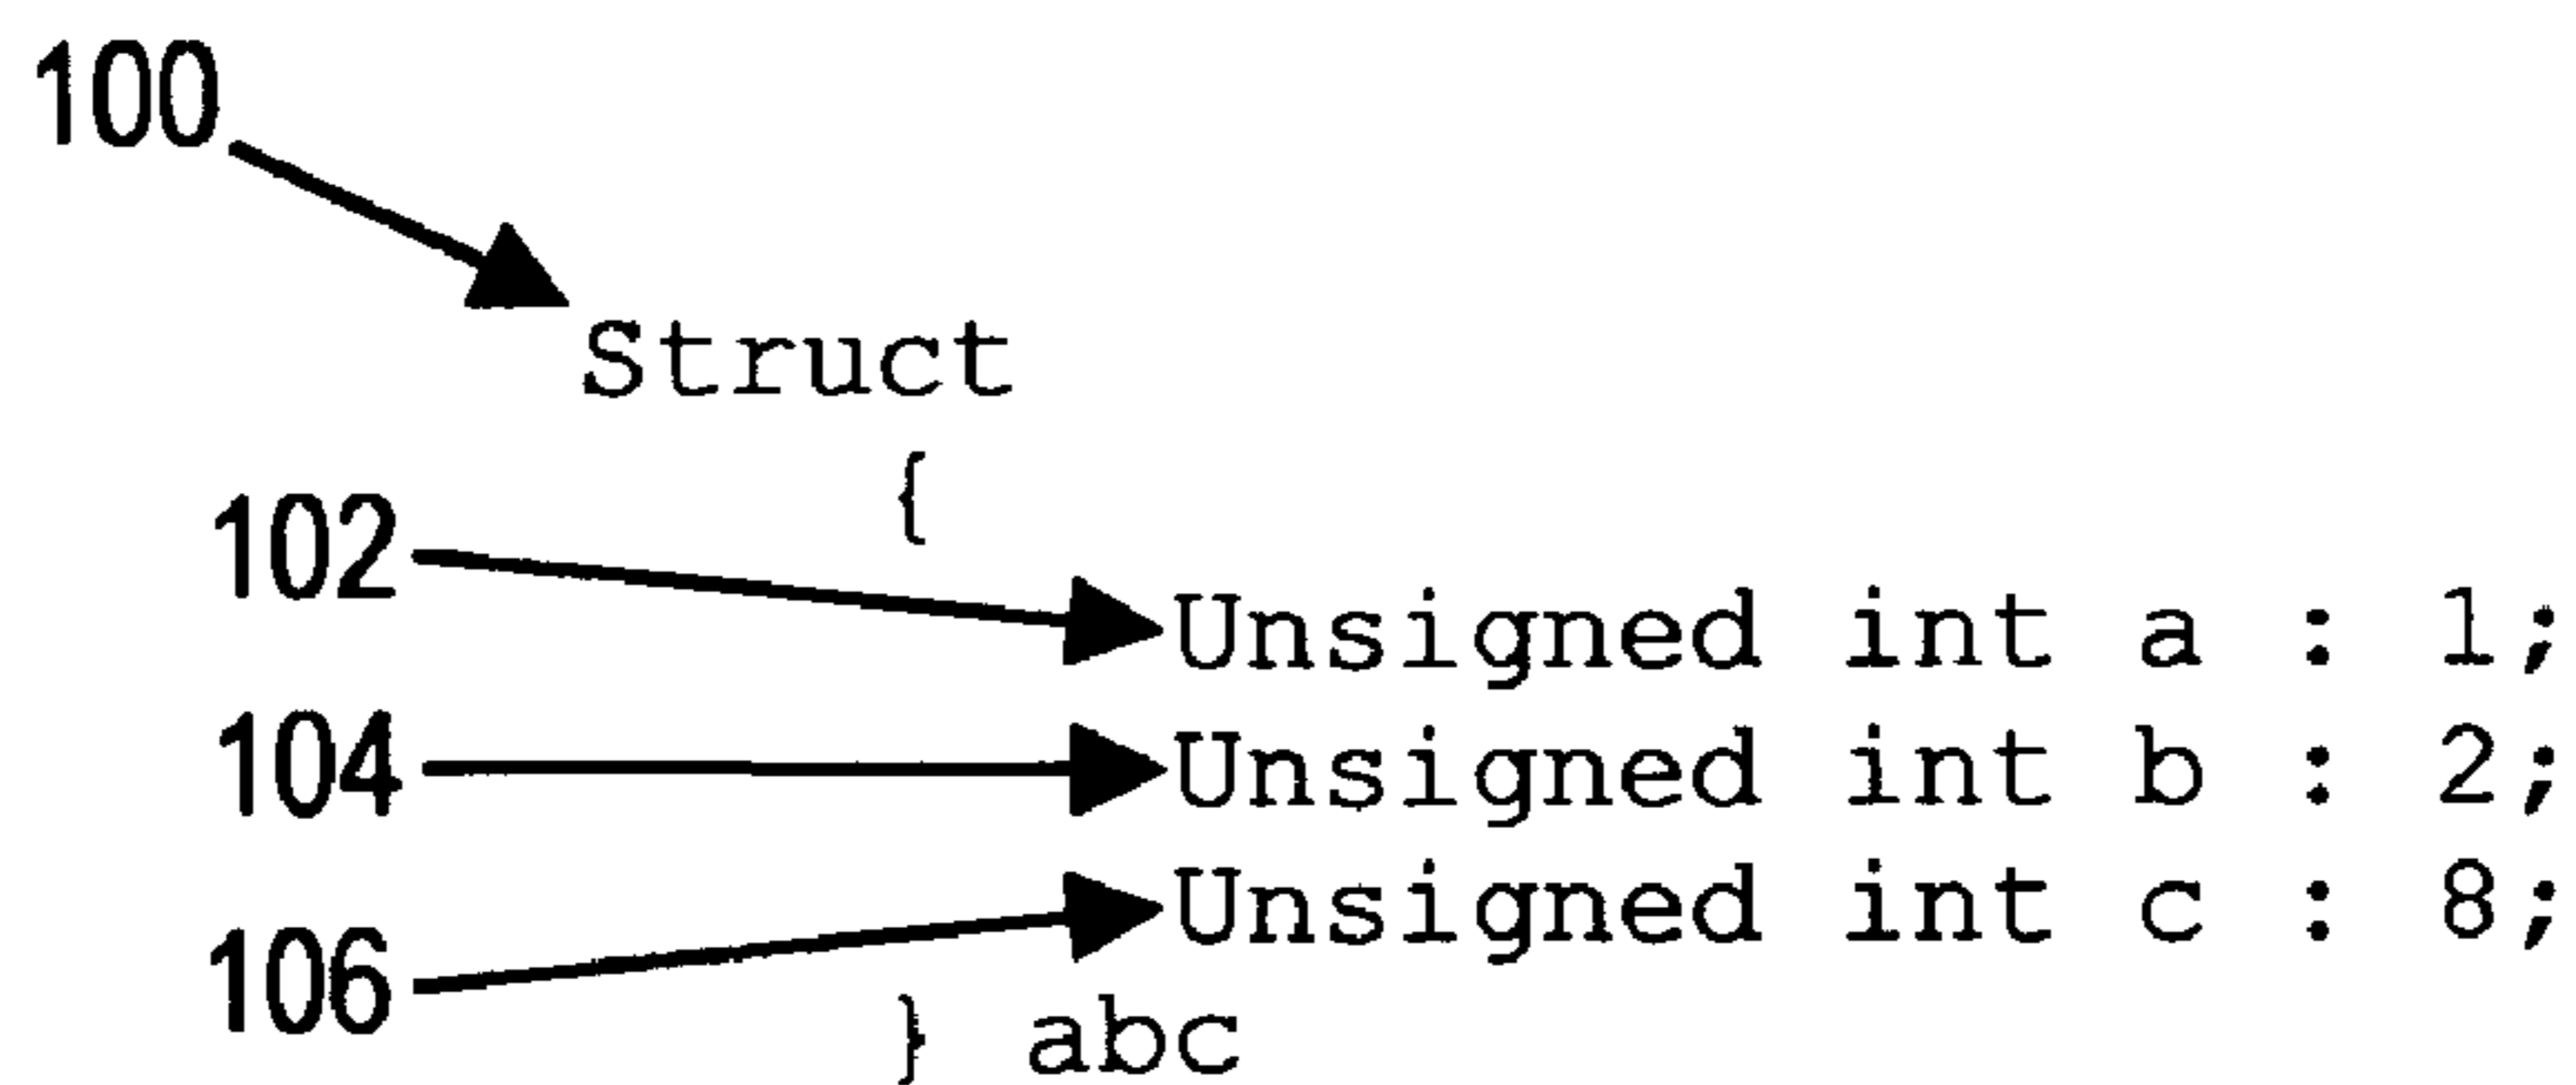 100
Struct
{
102 Unsigned int a : 1;
104 Unsigned int b : 2;
106 Unsigned int c : 8;
} abc